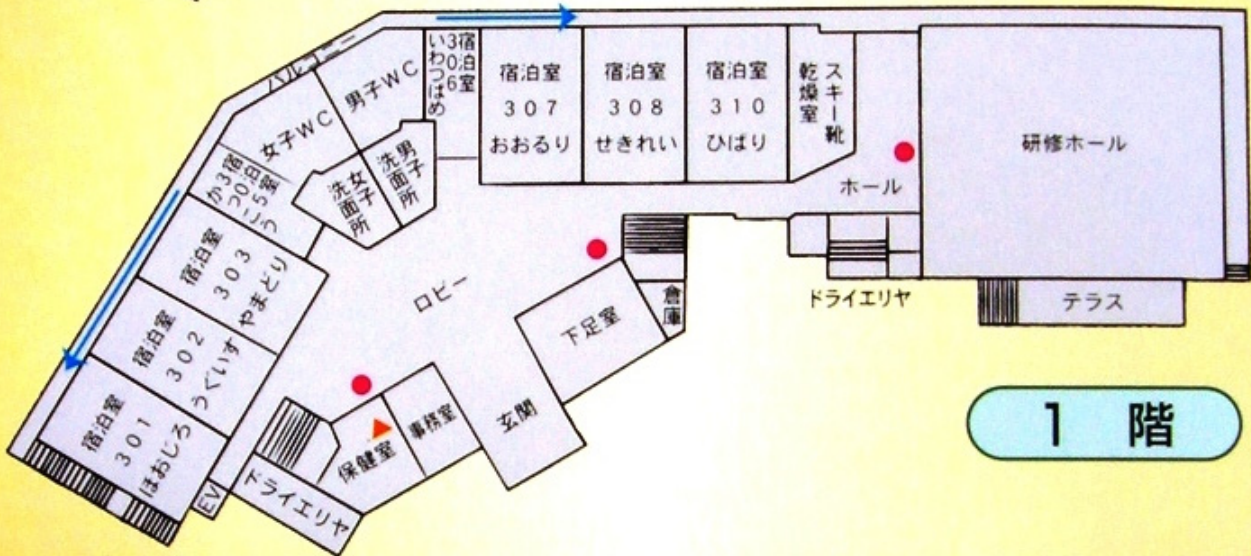 バルコニー
男子WC
女子WC
宿泊室
306
いわつばめ
宿泊室
307
おおるり
宿泊室
308
せきれい
宿泊室
310
ひばり
スキー靴
乾燥室
研修ホール
ホール
男子
洗面所
女子
洗面所
宿泊室
305
かっこう
宿泊室
303
やまどり
宿泊室
302
うぐいす
宿泊室
301
ほおじろ
ロビー
倉庫
下足室
ドライエリヤ
テラス
玄関
事務室
保健室
ドライエリヤ
EV
1階